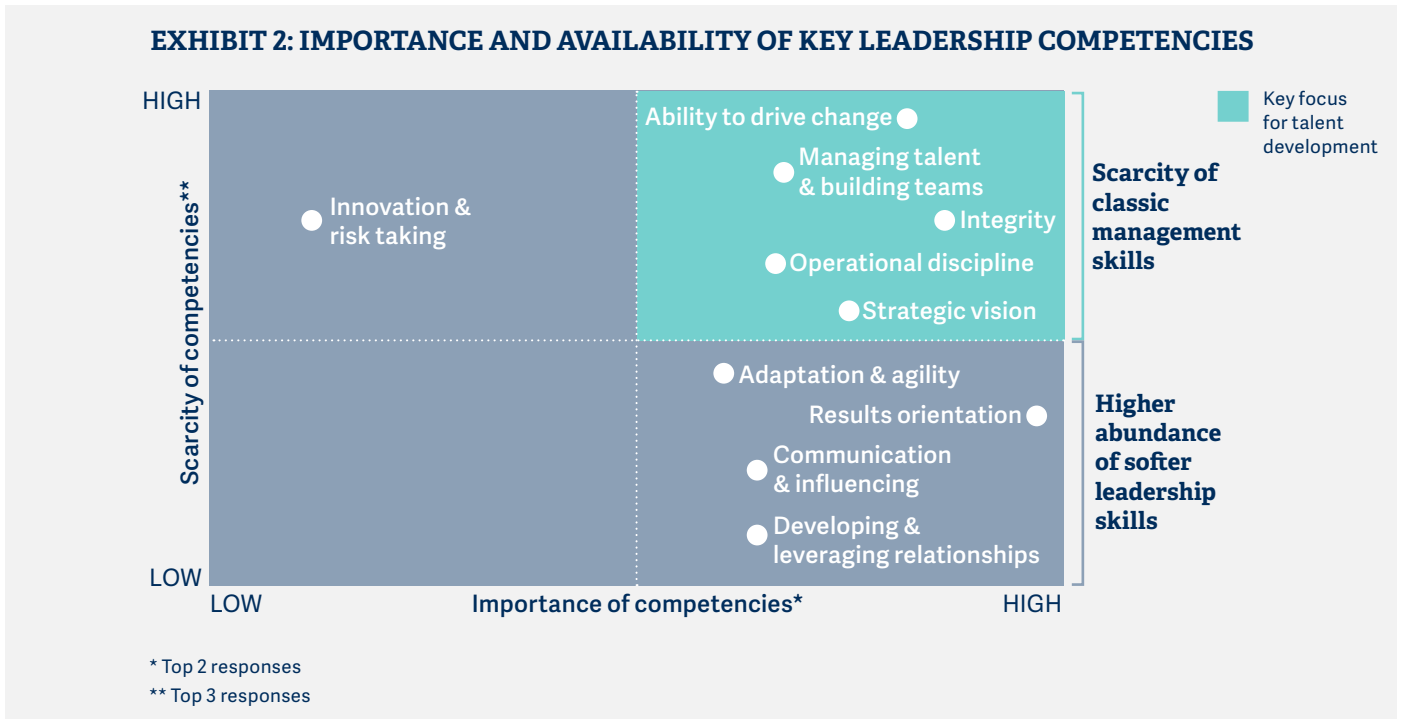 EXHIBIT 2: IMPORTANCE AND AVAILABILITY OF KEY LEADERSHIP COMPETENCIES
HIGH
Scarcity of competencies**
LOW
Ability to drive change
Managing talent
& building teams
Innovation &
risk taking
Integrity
Operational discipline
Strategic vision
Adaptation & agility
Results orientation
Communication
& influencing
Developing &
leveraging relationships
Scarcity of
classic
management
skills
Higher
abundance
of softer
leadership
skills
Key focus
for talent
development
LOW
Importance of competencies*
HIGH
* Top 2 responses
** Top 3 responses